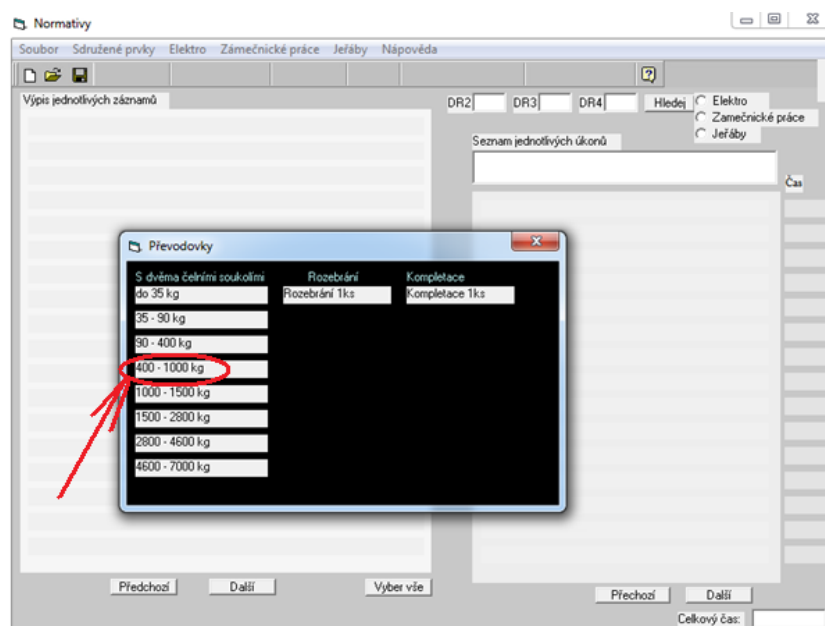 Normativy
Soubor Sdružené prvky Elektro Zámečnické práce Jeřáby Nápověda
Výpis jednotlivých záznamů
DR2 DR3 DR4 Hledej
Elektro
Zamečnické práce
Jeřáby
Seznam jednotlivých úkonů
Čas
Převodovky
S dvěma čelními soukolími Rozebrání Kompletace
do 35 kg Rozebrání 1ks Kompletace 1ks
35 - 90 kg
90 - 400 kg
400 - 1000 kg
1000 - 1500 kg
1500 - 2800 kg
2800 - 4600 kg
4600 - 7000 kg
Předchozí Další Vyber vše
Přechozí Další
Celkový čas: